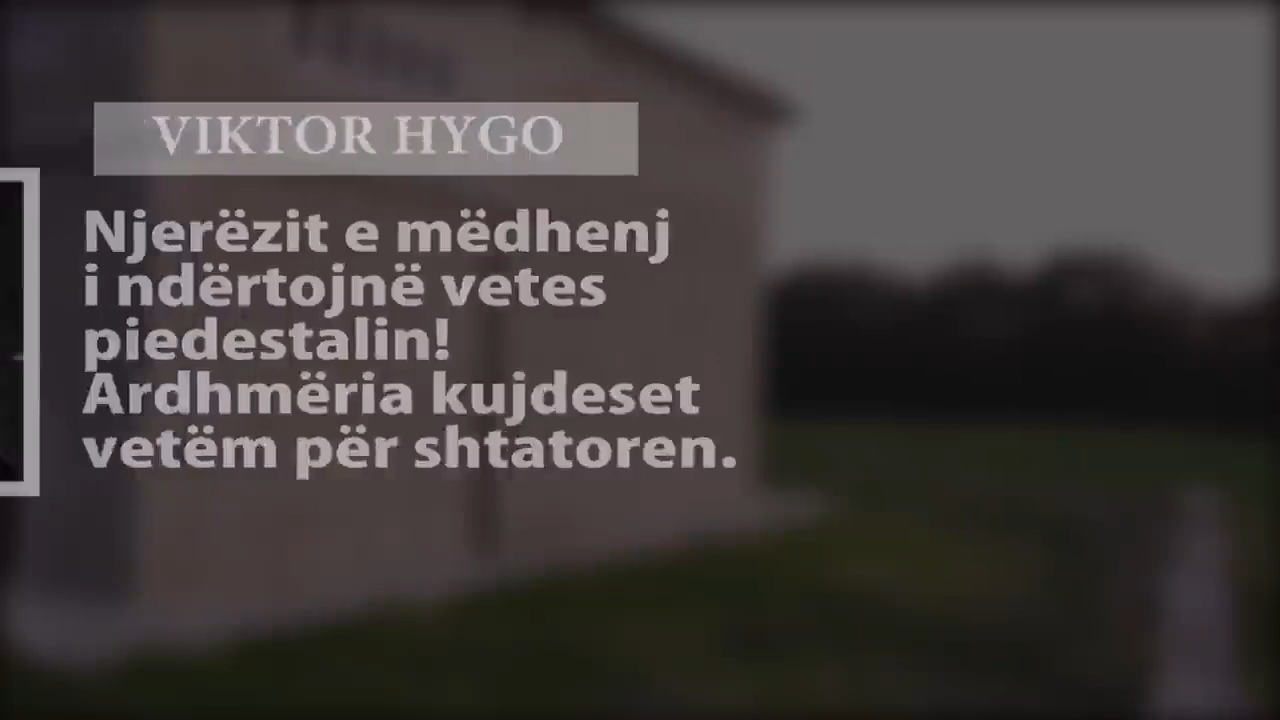 VIKTOR HYGO
Njerëzit e mëdhenj
i ndërtojnë vetes
piedestalin!
Ardhmëria kujdeset
vetëm për shtatoren.